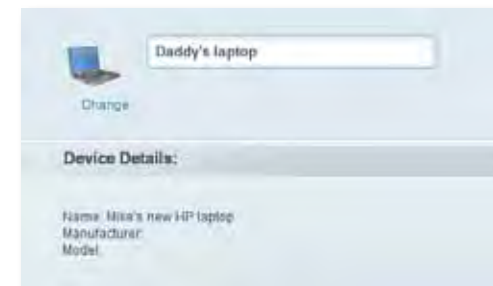 Daddy's laptop
Change
Device Details:
Name: Mike's new HP laptop
Manufacturer:
Model: